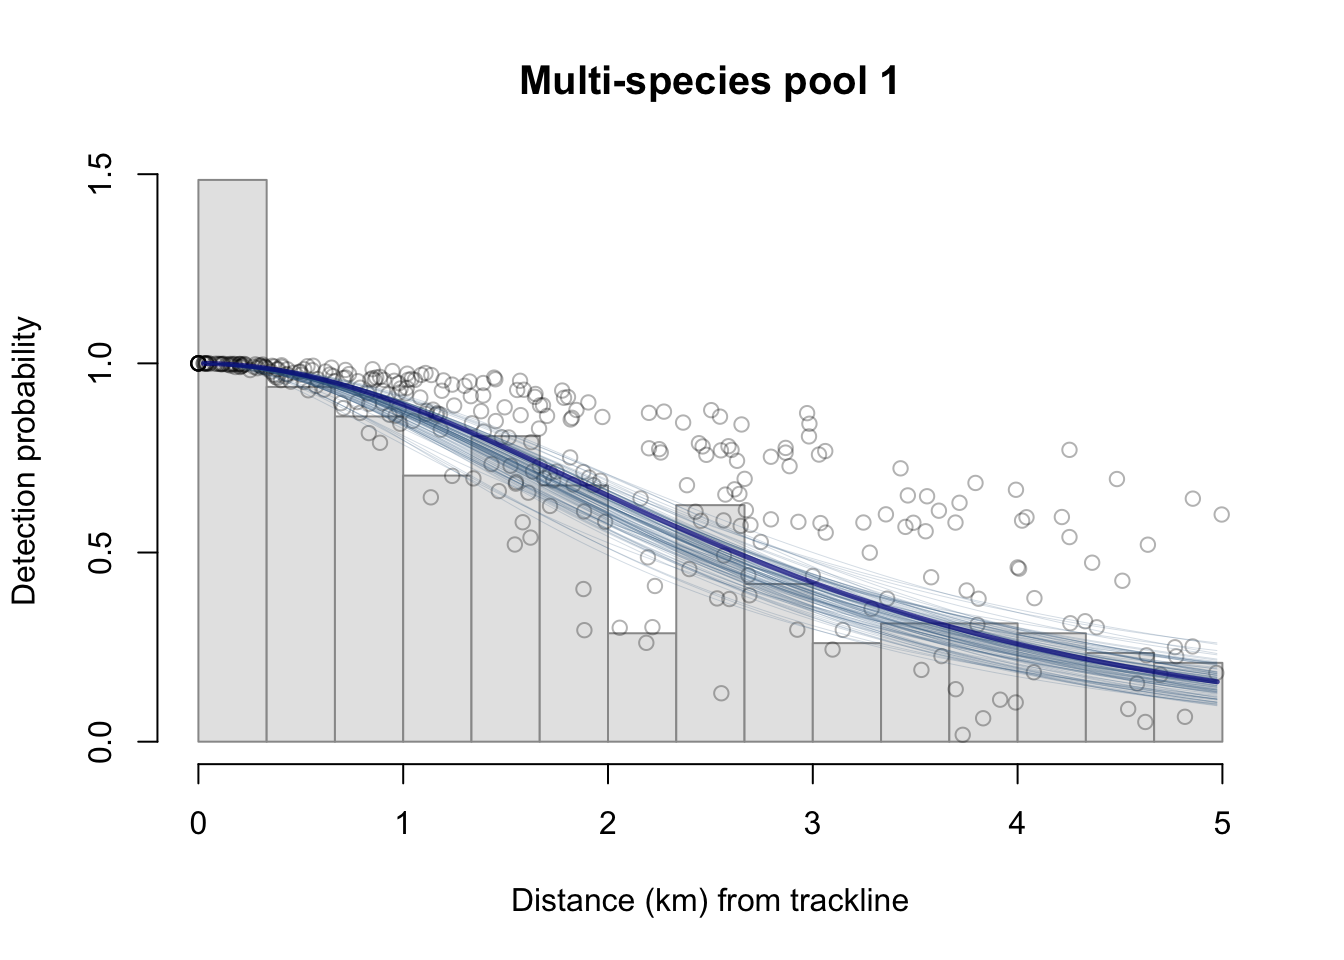 Multi-species pool 1
Detection probability
1.5
1.0
0.5
0.0
0 1 2 3 4 5
Distance (km) from trackline